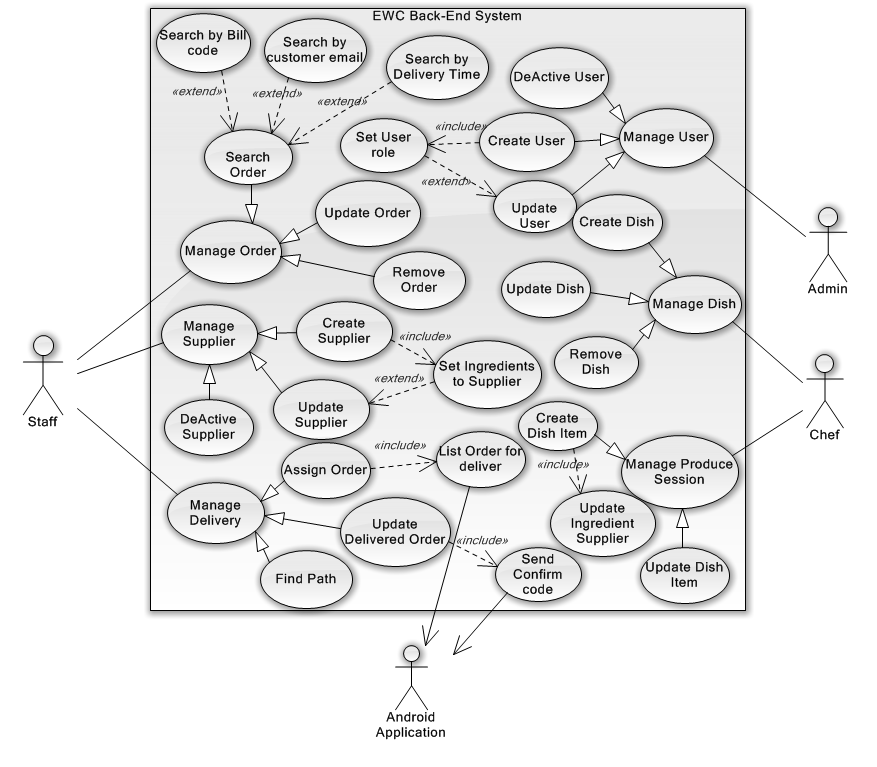 EWC Back-End System
Search by Bill
code
Search by
customer email
Search by
Delivery Time
DeActive User
«extend»
«extend»
«extend»
Set User
role
«include»
Create User
Manage User
Search
Order
«extend»
Update
User
Create Dish
Update Order
Manage Order
Remove
Order
Update Dish
Manage Dish
Admin
Manage
Supplier
Create
Supplier
«include»
Set Ingredients
to Supplier
«extend»
Remove
Dish
Staff
DeActive
Supplier
Update
Supplier
Create
Dish Item
Chef
Assign Order
«include»
List Order for
deliver
«include»
Manage Produce
Session
Manage
Delivery
Update
Delivered Order
«include»
Update
Ingredient
Supplier
Find Path
Send
Confirm
code
Update Dish
Item
Android
Application